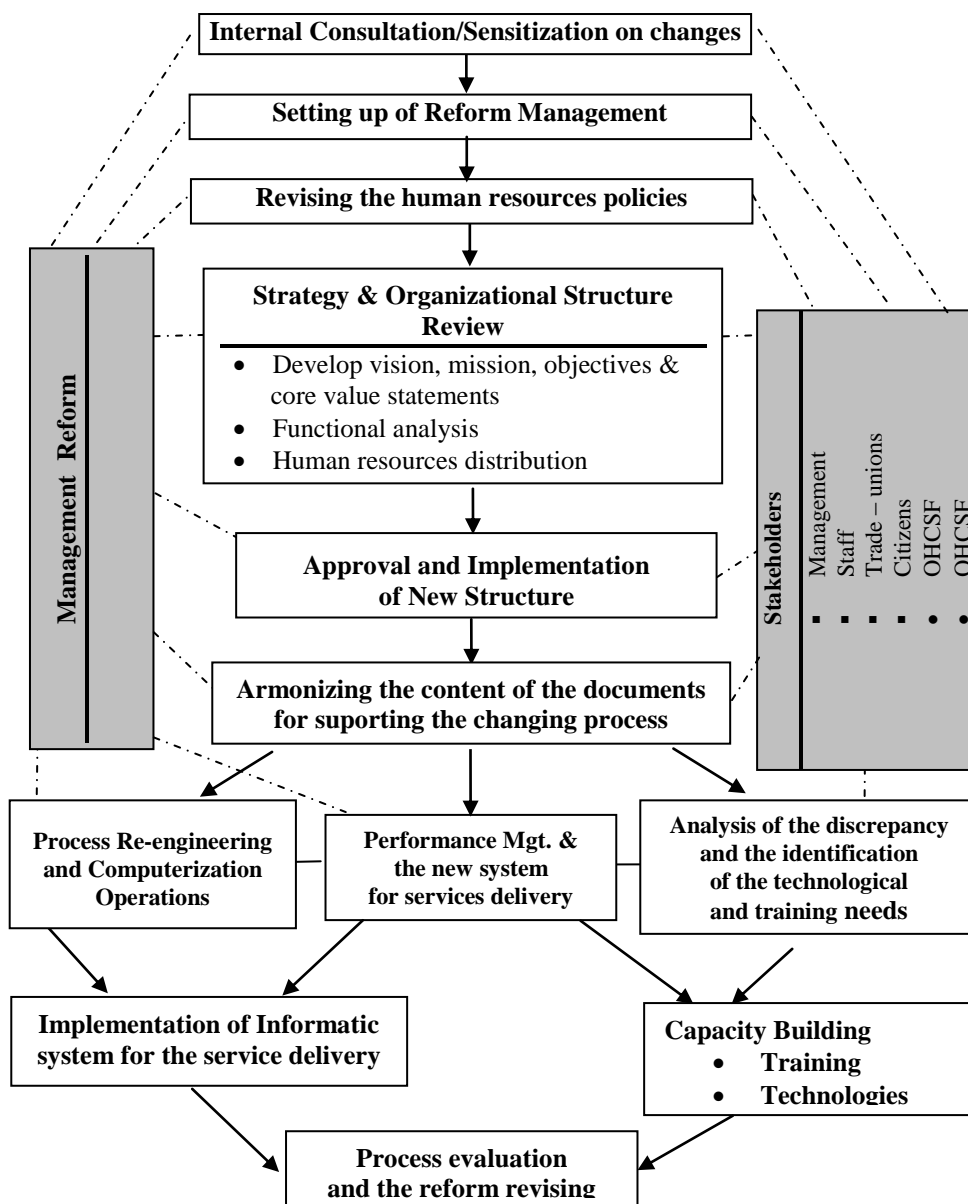 Internal Consultation/Sensitization on changes
Setting up of Reform Management
Revising the human resources policies
Management Reform
Strategy & Organizational Structure
Review
• Develop vision, mission, objectives &
core value statements
• Functional analysis
• Human resources distribution
Stakeholders
▪ Management
▪ Staff
▪ Trade – unions
▪ Citizens
• OHCSF
• OHCSF
Approval and Implementation
of New Structure
Armonizing the content of the documents
for suporting the changing process
Process Re-engineering
and Computerization
Operations
Performance Mgt. &
the new system
for services delivery
Analysis of the discrepancy
and the identification
of the technological
and training needs
Implementation of Informatic
system for the service delivery
Capacity Building
• Training
• Technologies
Process evaluation
and the reform revising